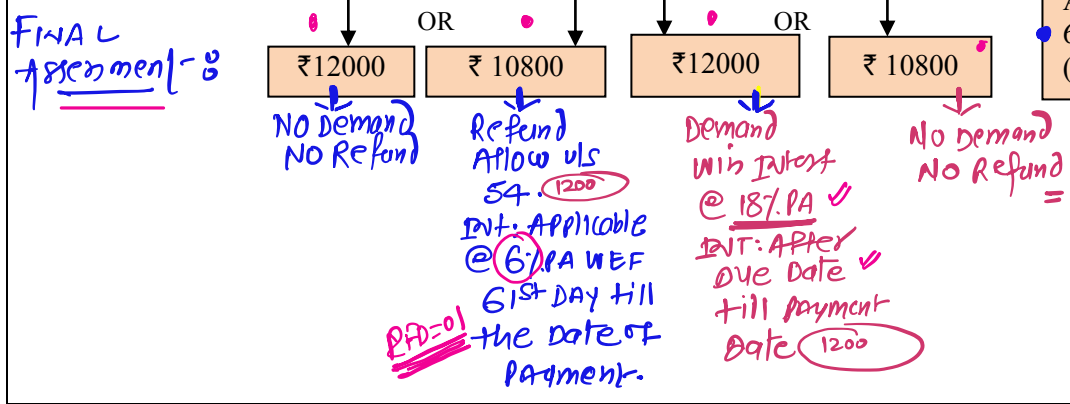 OR OR
FINAL
Assessment :
₹12000 ₹ 10800 ₹12000 ₹ 10800
NO Demand
NO Refund
Refund
Allow u/s
54. 1200
Int. Applicable
@ 6% PA WEF
61st DAY till
the Date of
Payment.
RFD=01
Demand
With Interest
@ 18% PA
INT: After
Due Date
till payment
Date 1200
No Demand
No Refund